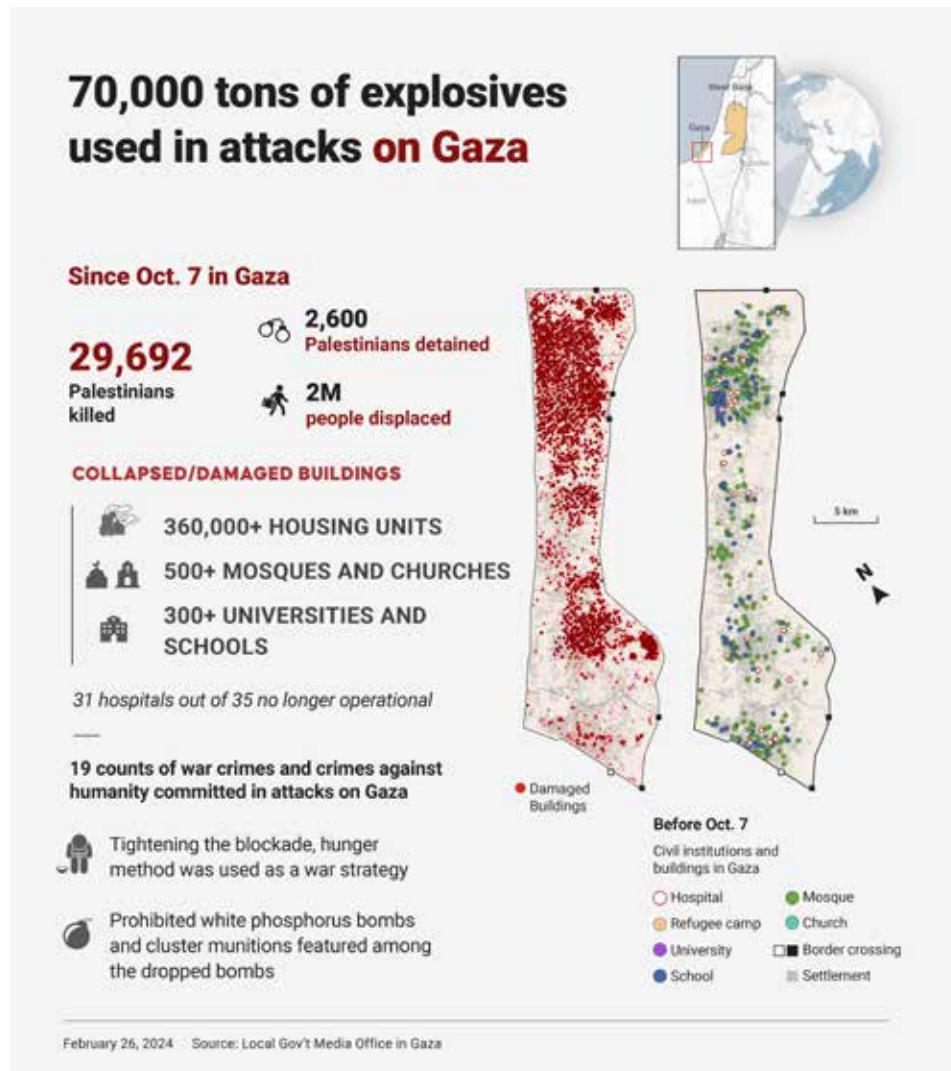 70,000 tons of explosives
used in attacks on Gaza
West Bank
Gaza
Since Oct. 7 in Gaza
29,692
Palestinians
killed
2,600
Palestinians detained
2M
people displaced
COLLAPSED/DAMAGED BUILDINGS
360,000+ HOUSING UNITS
500+ MOSQUES AND CHURCHES
300+ UNIVERSITIES AND
SCHOOLS
31 hospitals out of 35 no longer operational
19 counts of war crimes and crimes against
humanity committed in attacks on Gaza
Tightening the blockade, hunger
method was used as a war strategy
Prohibited white phosphorus bombs
and cluster munitions featured among
the dropped bombs
5 km
N
Damaged
Buildings
Before Oct. 7
Civil institutions and
buildings in Gaza
Hospital
Refugee camp
University
School
Mosque
Church
Border crossing
Settlement
February 26, 2024 Source: Local Gov't Media Office in Gaza